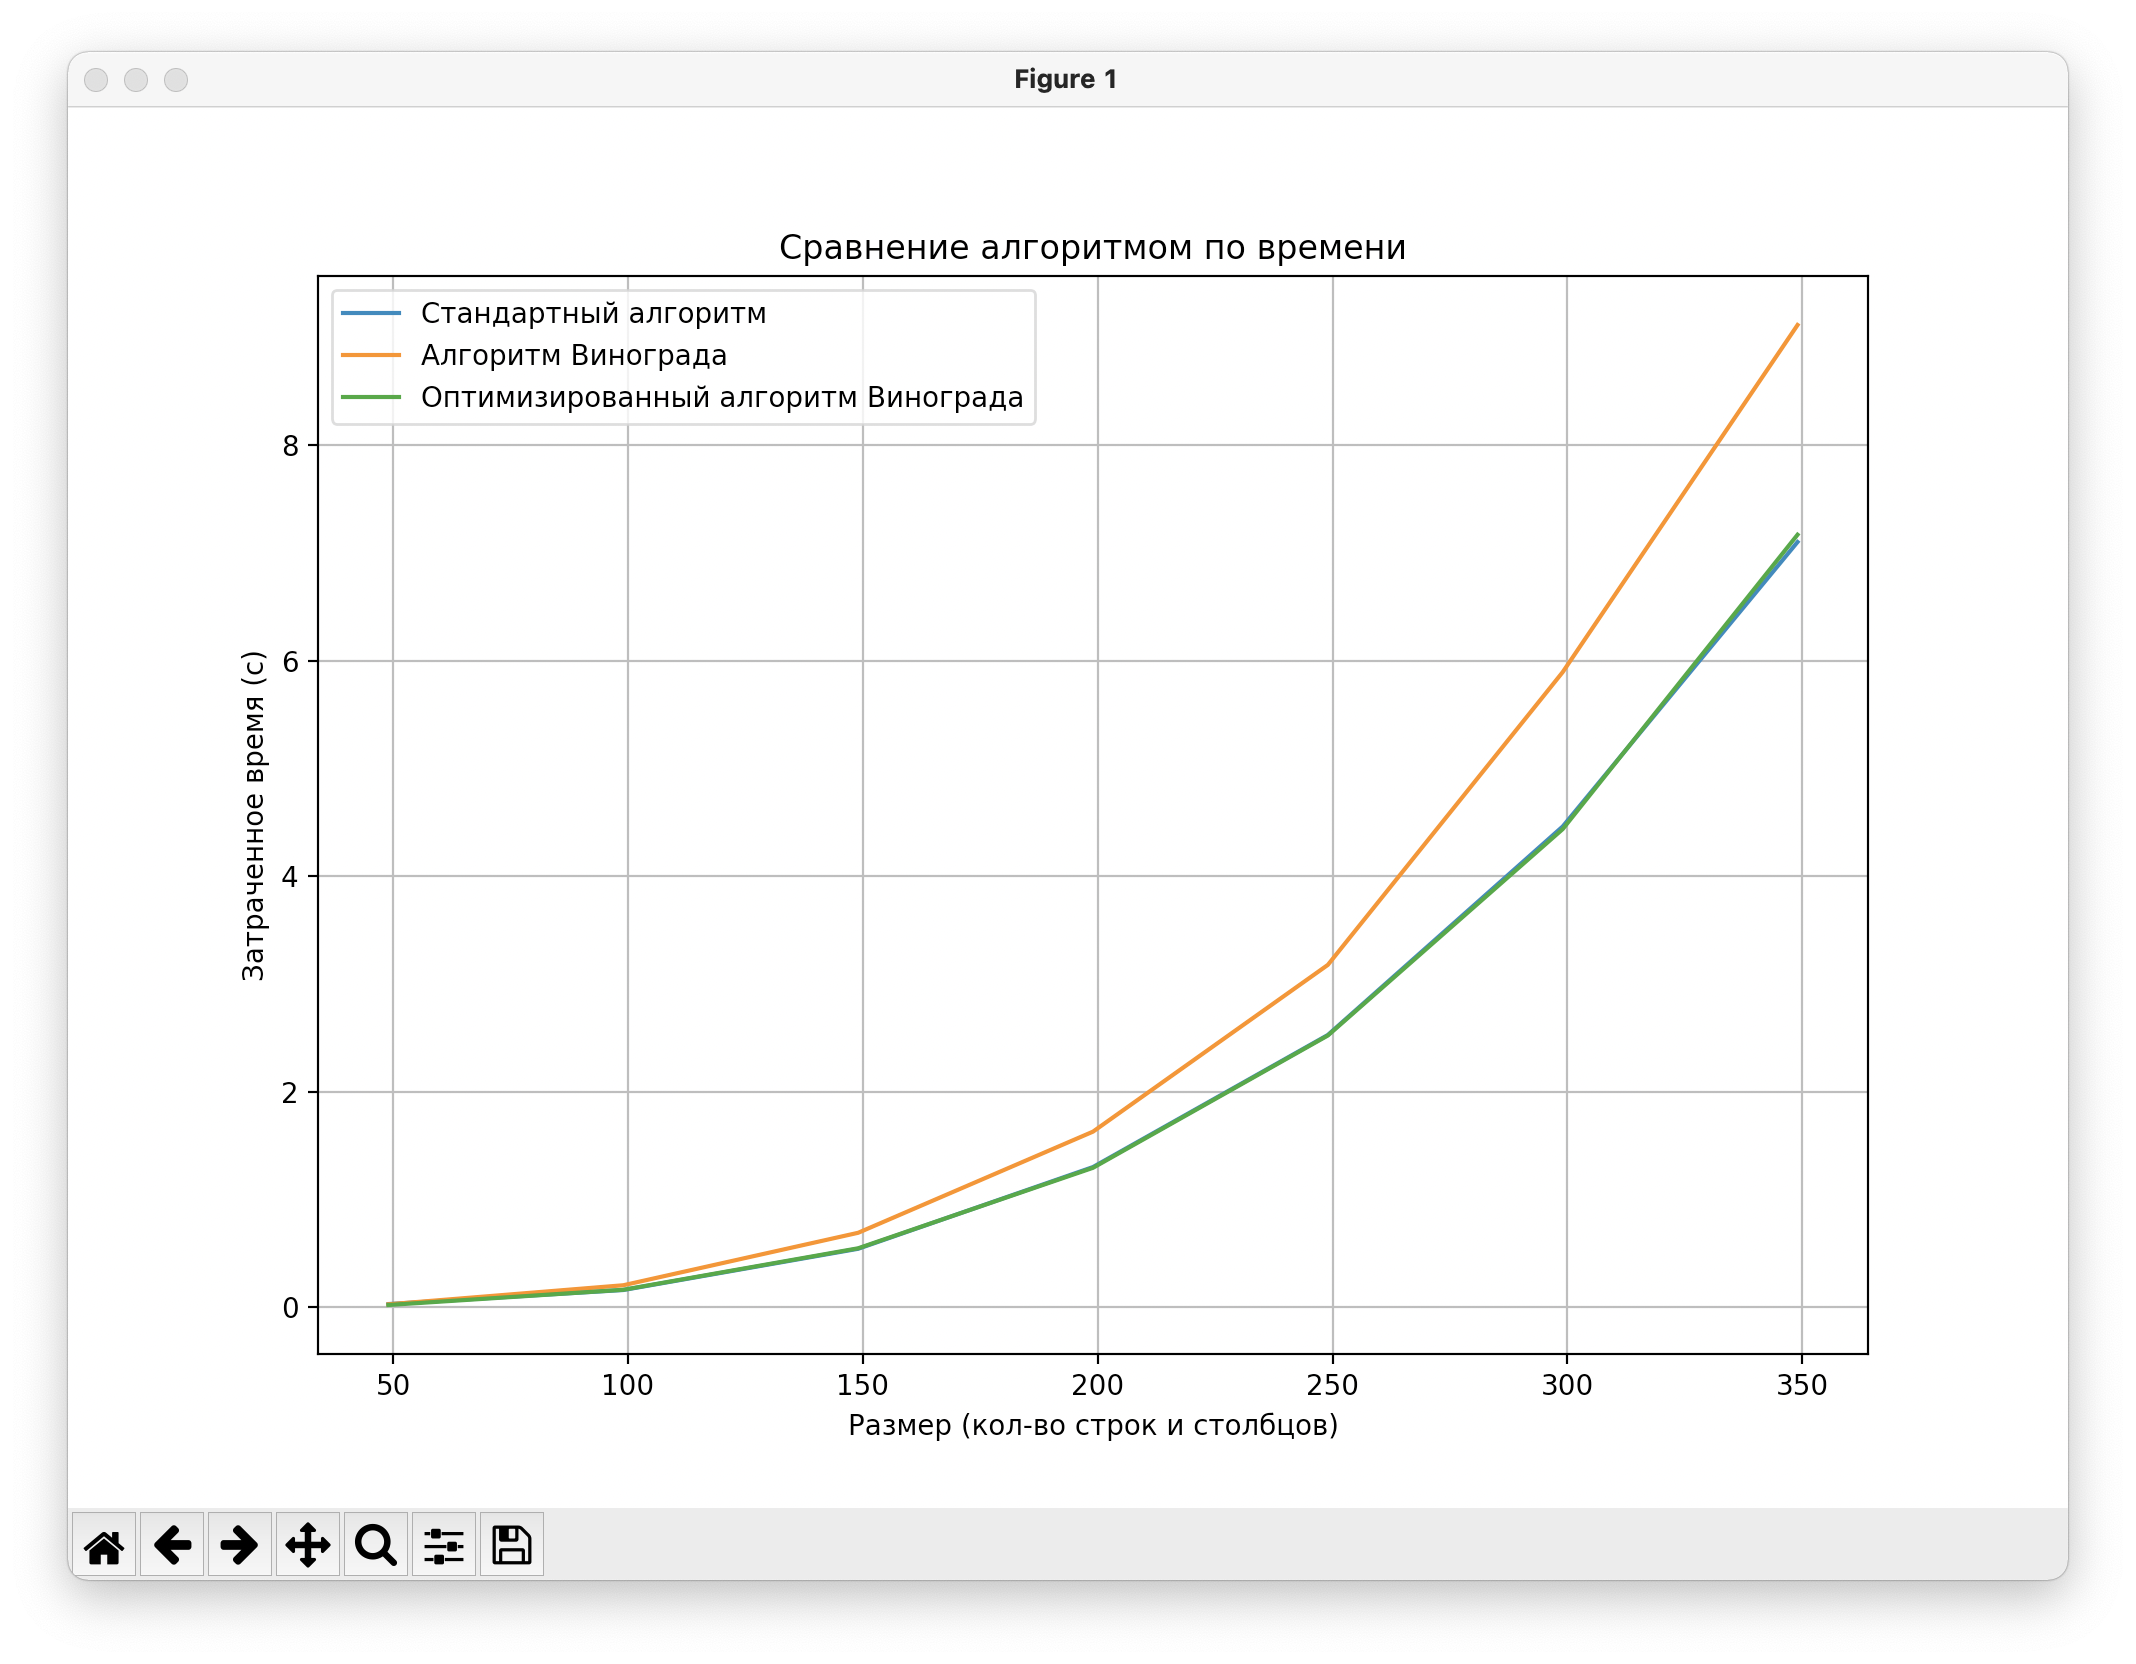 Figure 1
Сравнение алгоритмом по времени
Стандартный алгоритм
Алгоритм Винограда
Оптимизированный алгоритм Винограда
Затраченное время (с)
8
6
4
2
0
50 100 150 200 250 300 350
Размер (кол-во строк и столбцов)